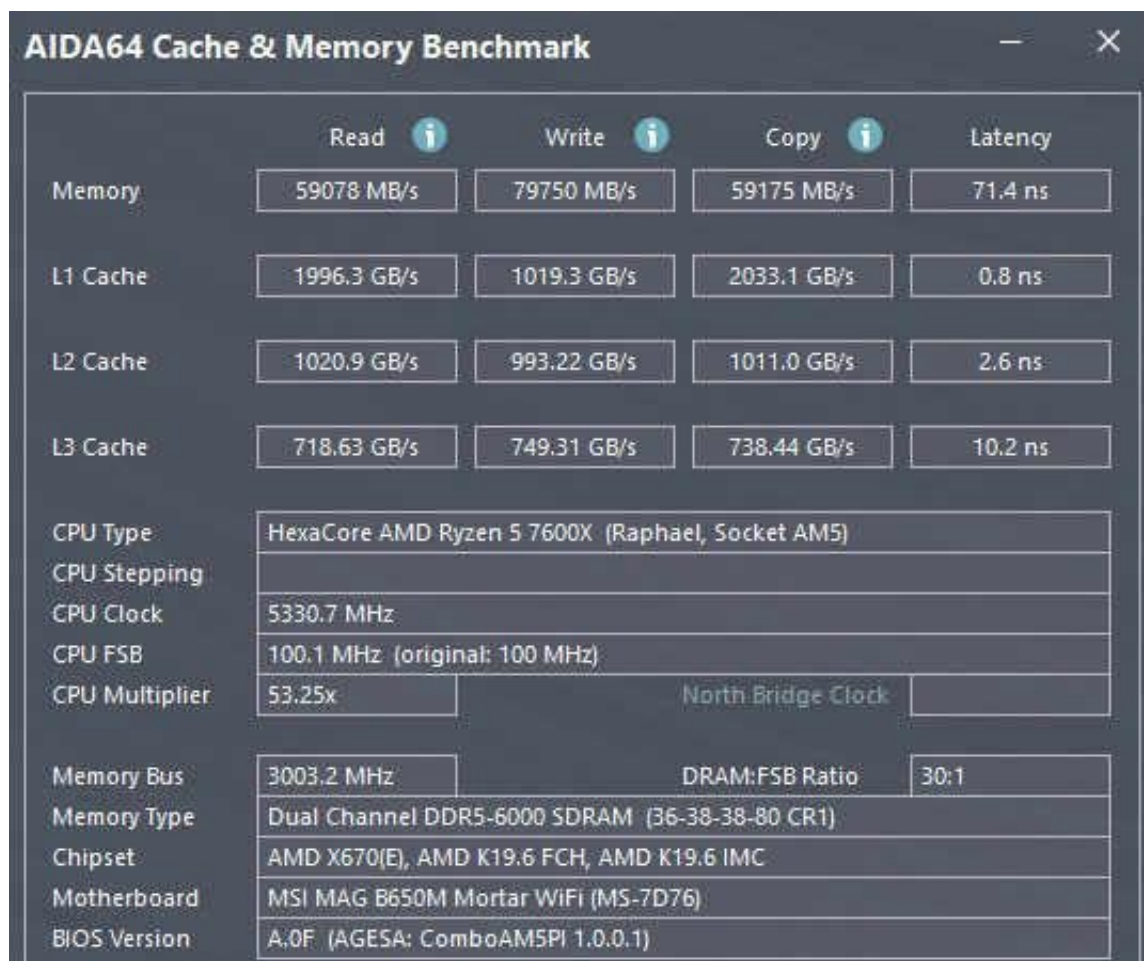 AIDA64 Cache & Memory Benchmark
Read Write Copy Latency
Memory 59078 MB/s 79750 MB/s 59175 MB/s 71.4 ns
L1 Cache 1996.3 GB/s 1019.3 GB/s 2033.1 GB/s 0.8 ns
L2 Cache 1020.9 GB/s 993.22 GB/s 1011.0 GB/s 2.6 ns
L3 Cache 718.63 GB/s 749.31 GB/s 738.44 GB/s 10.2 ns
CPU Type HexaCore AMD Ryzen 5 7600X (Raphael, Socket AM5)
CPU Stepping
CPU Clock 5330.7 MHz
CPU FSB 100.1 MHz (original: 100 MHz)
CPU Multiplier 53.25x North Bridge Clock
Memory Bus 3003.2 MHz DRAM:FSB Ratio 30:1
Memory Type Dual Channel DDR5-6000 SDRAM (36-38-38-80 CR1)
Chipset AMD X670(E), AMD K19.6 FCH, AMD K19.6 IMC
Motherboard MSI MAG B650M Mortar WiFi (MS-7D76)
BIOS Version A.0F (AGESA: ComboAM5PI 1.0.0.1)